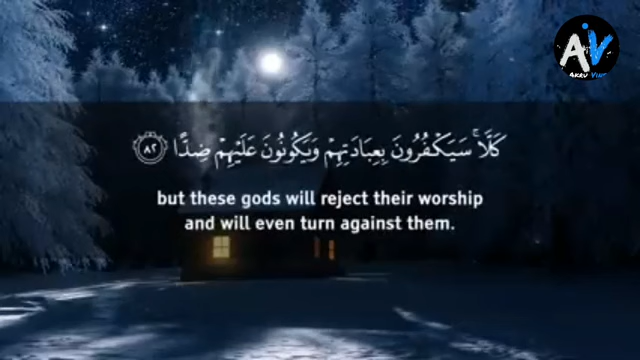 كَلَّا ۚ سَيَكْفُرُونَ بِعِبَادَتِهِمْ وَيَكُونُونَ عَلَيْهِمْ ضِدًّا ٨٢
but these gods will reject their worship
and will even turn against them.
AV